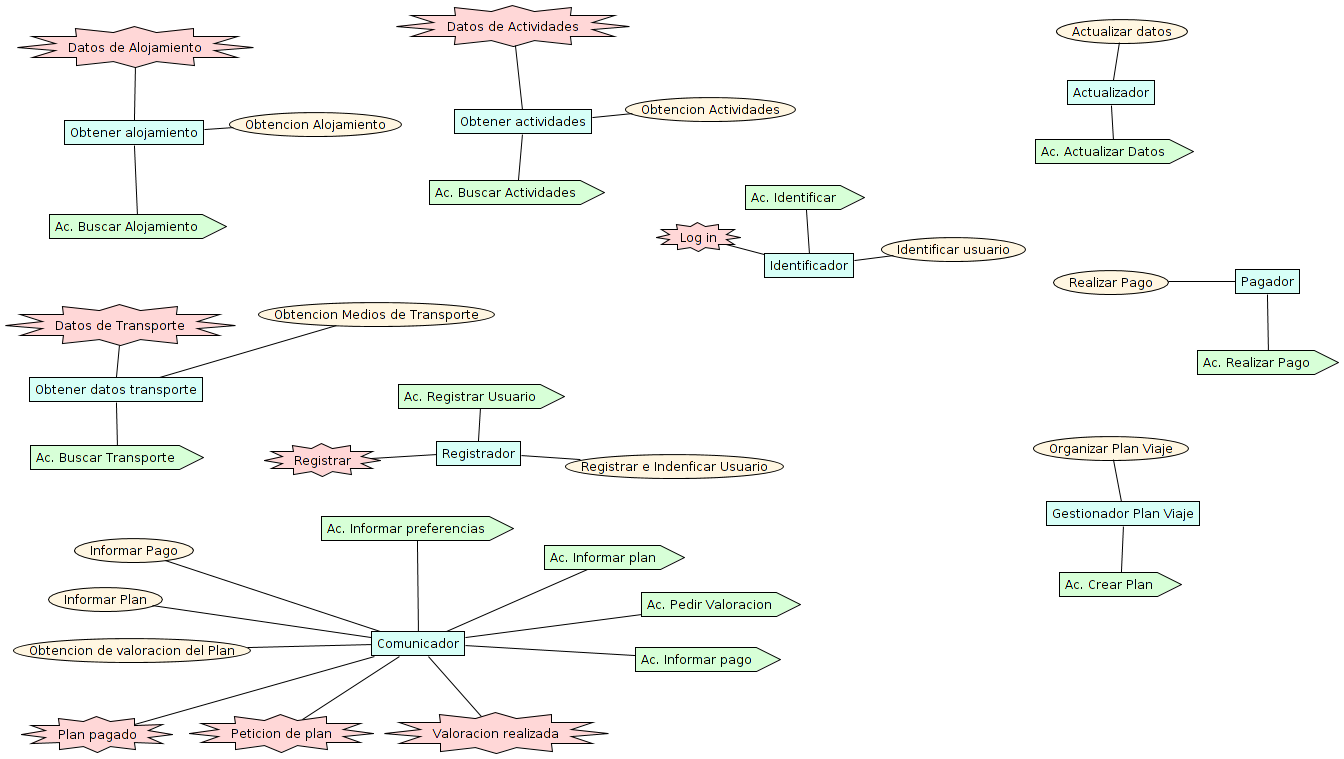 Datos de Alojamiento
Datos de Actividades
Actualizar datos
Actualizador
Obtener alojamiento
Obtencion Alojamiento
Obtener actividades
Obtencion Actividades
Ac. Actualizar Datos
Ac. Buscar Alojamiento
Ac. Buscar Actividades
Ac. Identificar
Log in
Identificador
Identificar usuario
Realizar Pago
Pagador
Ac. Realizar Pago
Datos de Transporte
Obtencion Medios de Transporte
Obtener datos transporte
Ac. Buscar Transporte
Ac. Registrar Usuario
Registrar
Registrador
Registrar e Indenficar Usuario
Organizar Plan Viaje
Gestionador Plan Viaje
Ac. Crear Plan
Ac. Informar preferencias
Informar Pago
Ac. Informar plan
Informar Plan
Ac. Pedir Valoracion
Obtencion de valoracion del Plan
Comunicador
Ac. Informar pago
Plan pagado
Peticion de plan
Valoracion realizada